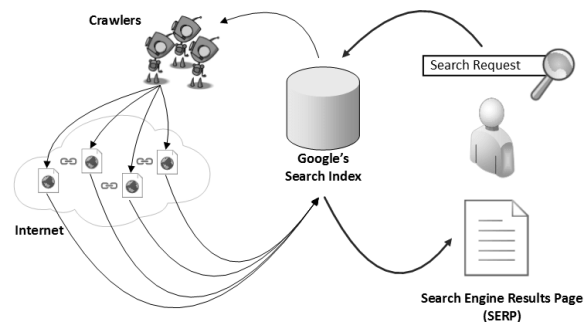 Crawlers
Search Request
Google's
Search Index
Internet
Search Engine Results Page
(SERP)